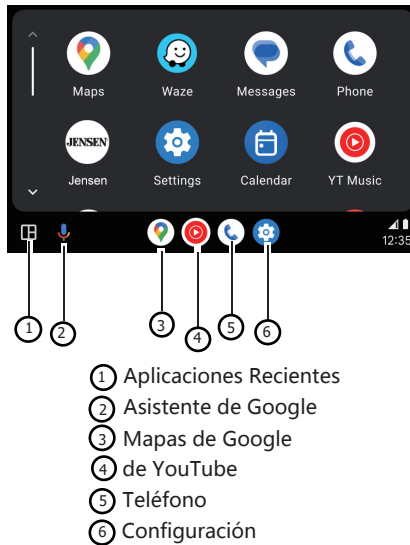 Maps Waze Messages Phone
JENSEN
Jensen Settings Calendar YT Music
12:35
1 2 3 4 5 6
1 Aplicaciones Recientes
2 Asistente de Google
3 Mapas de Google
4 de YouTube
5 Teléfono
6 Configuración